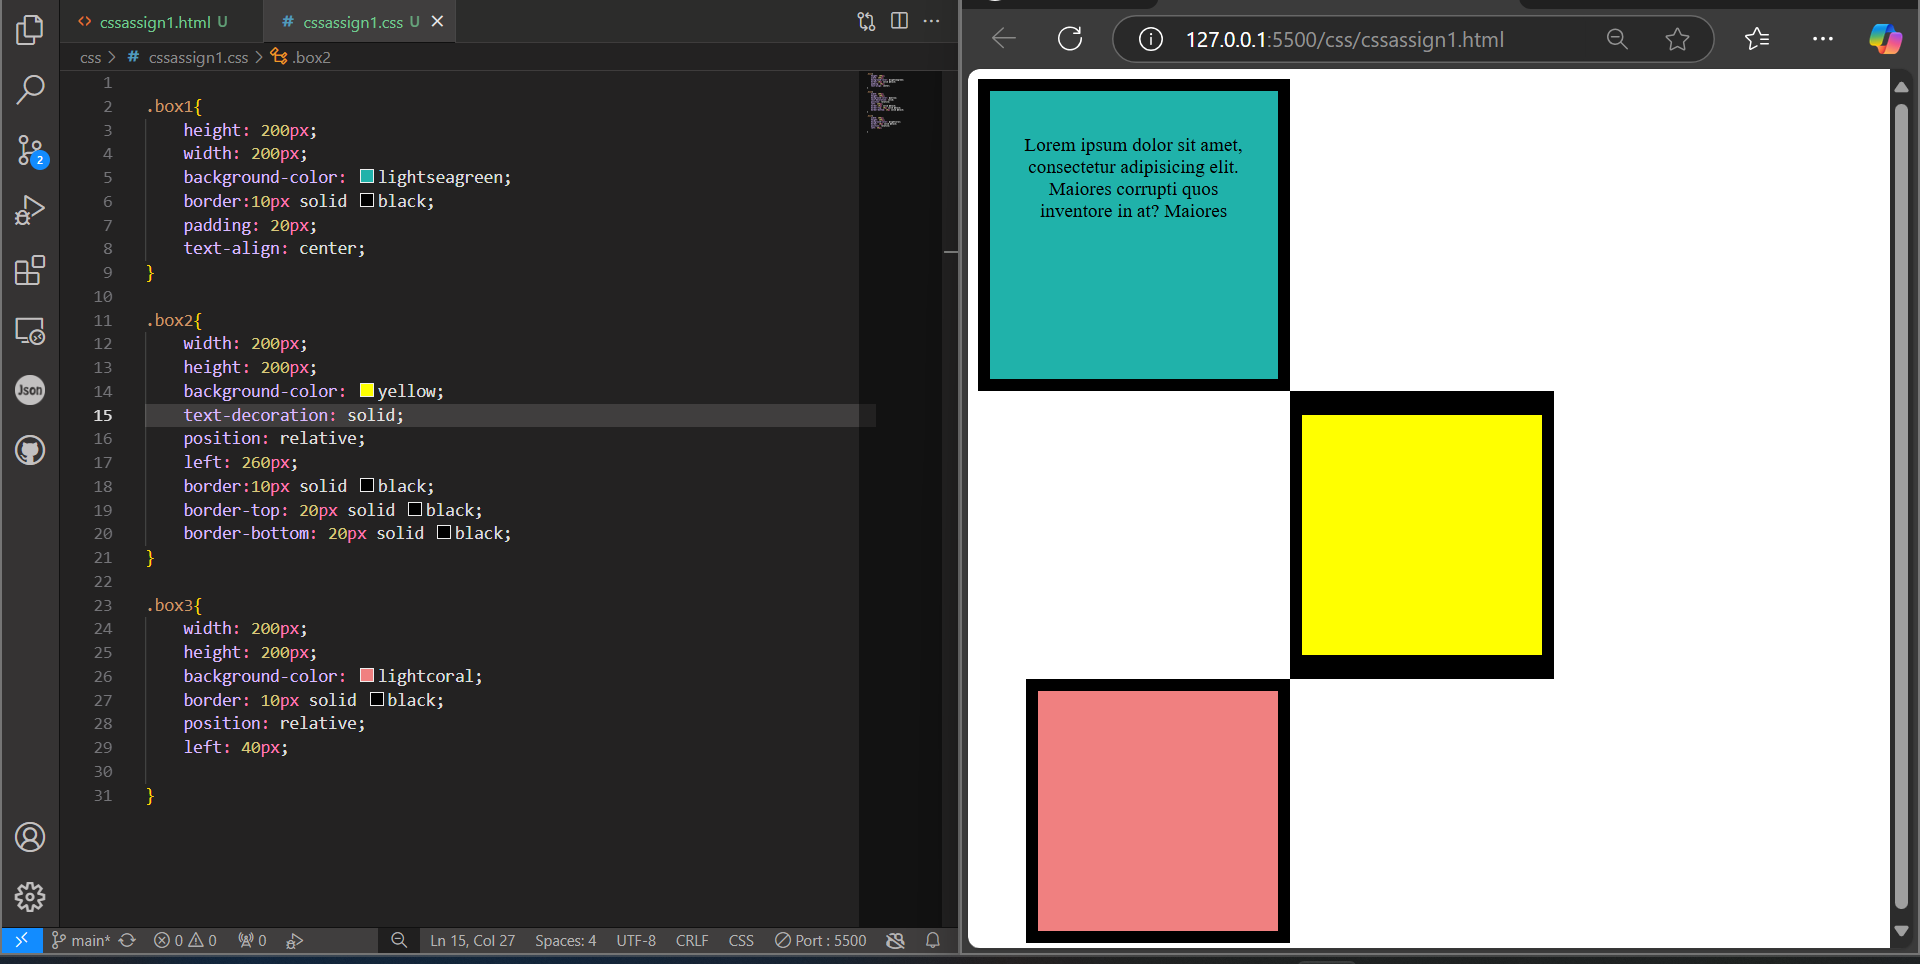 cssassign1.html U
# cssassign1.css U
css > # cssassign1.css > .box2
1
2 .box1{
3 height: 200px;
4 width: 200px;
5 background-color: lightseagreen;
6 border:10px solid black;
7 padding: 20px;
8 text-align: center;
9 }
10
11 .box2{
12 width: 200px;
13 height: 200px;
14 background-color: yellow;
15 text-decoration: solid;
16 position: relative;
17 left: 260px;
18 border:10px solid black;
19 border-top: 20px solid black;
20 border-bottom: 20px solid black;
21 }
22
23 .box3{
24 width: 200px;
25 height: 200px;
26 background-color: lightcoral;
27 border: 10px solid black;
28 position: relative;
29 left: 40px;
30
31 }
2
Json
main* 0 0 0 Ln 15, Col 27 Spaces: 4 UTF-8 CRLF CSS Port : 5500
127.0.0.1:5500/css/cssassign1.html
Lorem ipsum dolor sit amet,
consectetur adipisicing elit.
Maiores corrupti quos
inventore in at? Maiores